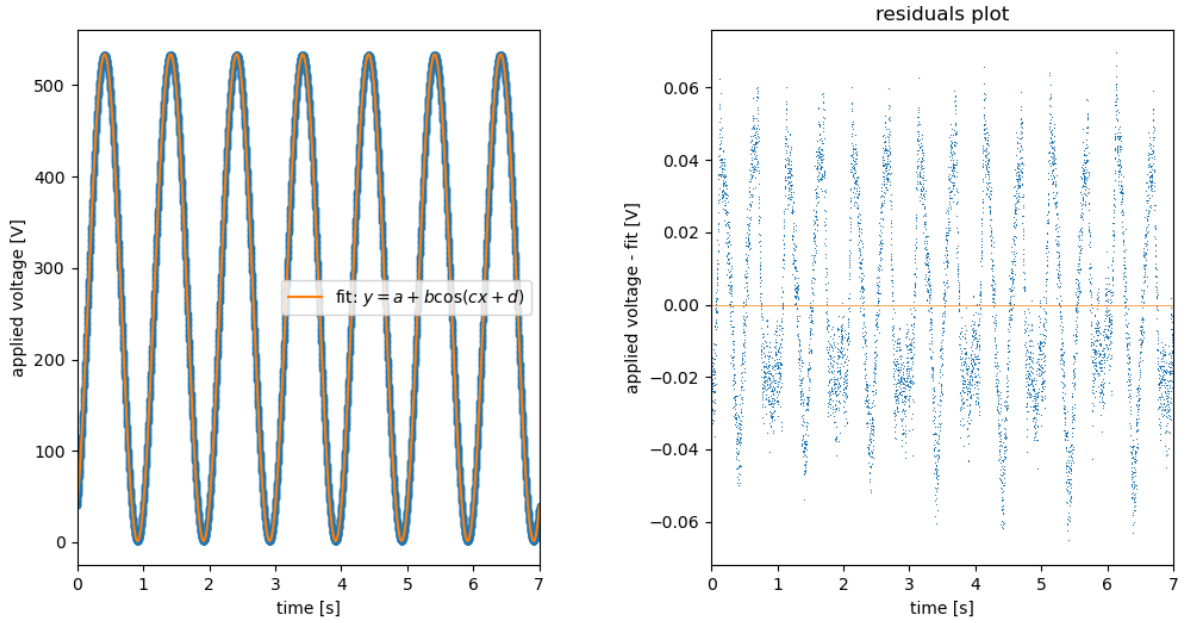 applied voltage [V]
500
400
300
200
100
0
fit: y = a + bcos(cx + d)
0 1 2 3 4 5 6 7
time [s]
residuals plot
applied voltage - fit [V]
0.06
0.04
0.02
0.00
−0.02
−0.04
−0.06
0 1 2 3 4 5 6 7
time [s]